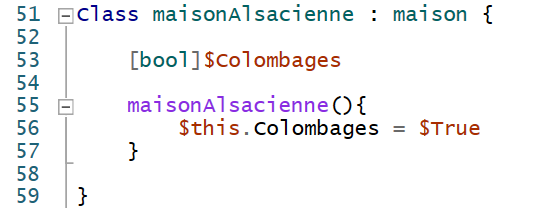 51 Class maisonAlsacienne : maison {
52
53     [bool]$Colombages
54
55     maisonAlsacienne(){
56         $this.Colombages = $True
57     }
58
59 }